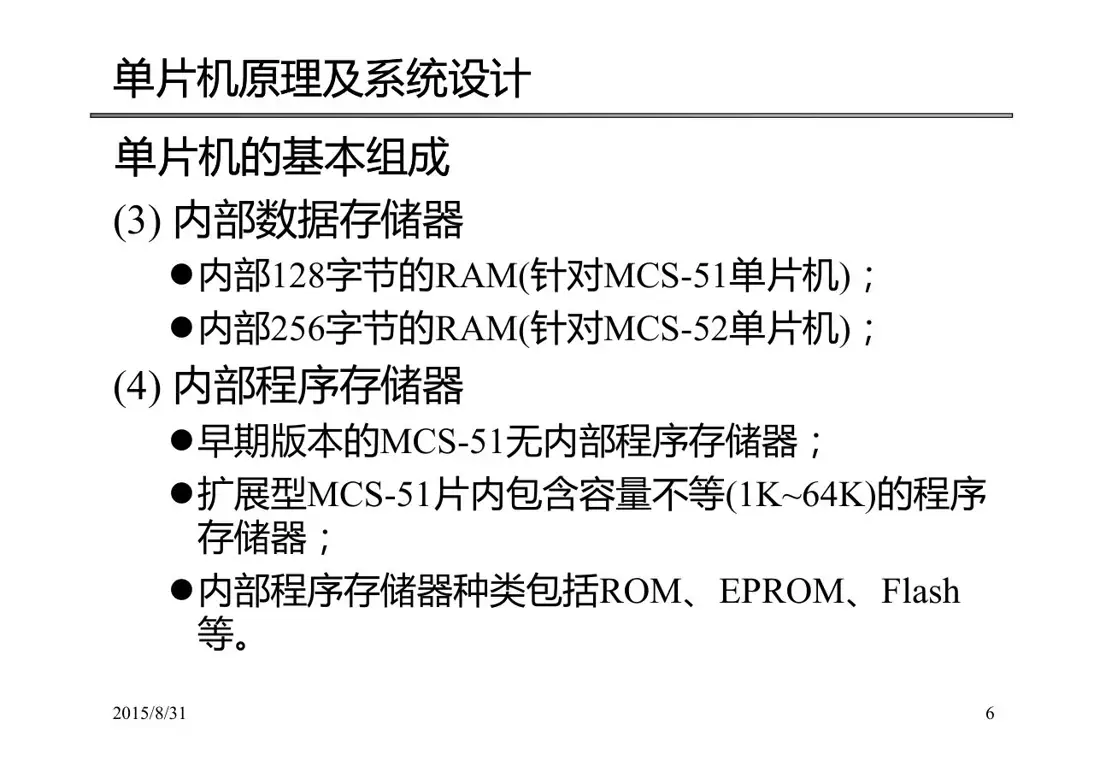 单片机原理及系统设计
单片机的基本组成
(3) 内部数据存储器
●内部128字节的RAM(针对MCS-51单片机)；
●内部256字节的RAM(针对MCS-52单片机)；
(4) 内部程序存储器
●早期版本的MCS-51无内部程序存储器；
●扩展型MCS-51片内包含容量不等(1K~64K)的程序
存储器；
●内部程序存储器种类包括ROM、EPROM、Flash
等。
2015/8/31
6